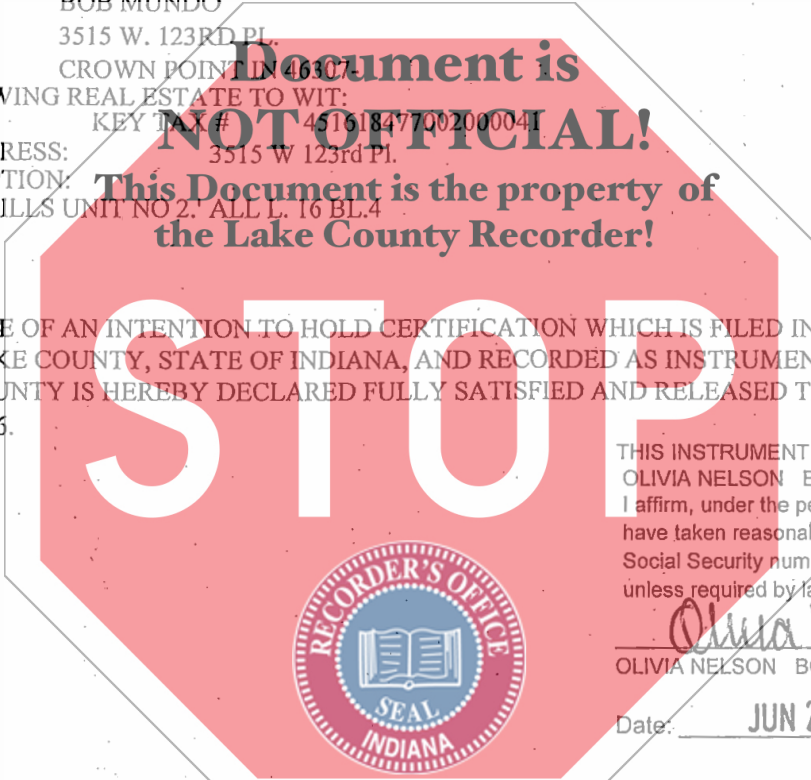 BOB MUNDO
3515 W. 123RD PL.
CROWN POINT IN 46307-
Document is
WING REAL ESTATE TO WIT:
KEY TAX # 451618477002000041
NOT OFFICIAL!
RESS: 3515 W 123rd Pl.
TION:
This Document is the property of
ILLS UNIT NO 2. ALL L. 16 BL.4
the Lake County Recorder!
E OF AN INTENTION TO HOLD CERTIFICATION WHICH IS FILED IN
KE COUNTY, STATE OF INDIANA, AND RECORDED AS INSTRUMEN
UNTY IS HEREBY DECLARED FULLY SATISFIED AND RELEASED T
STOP
THIS INSTRUMENT
OLIVIA NELSON B
I affirm, under the pe
have taken reasonal
Social Security num
unless required by la
Olivia
OLIVIA NELSON BO
Date: JUN 2
RECORDER'S OFFICE
SEAL
INDIANA